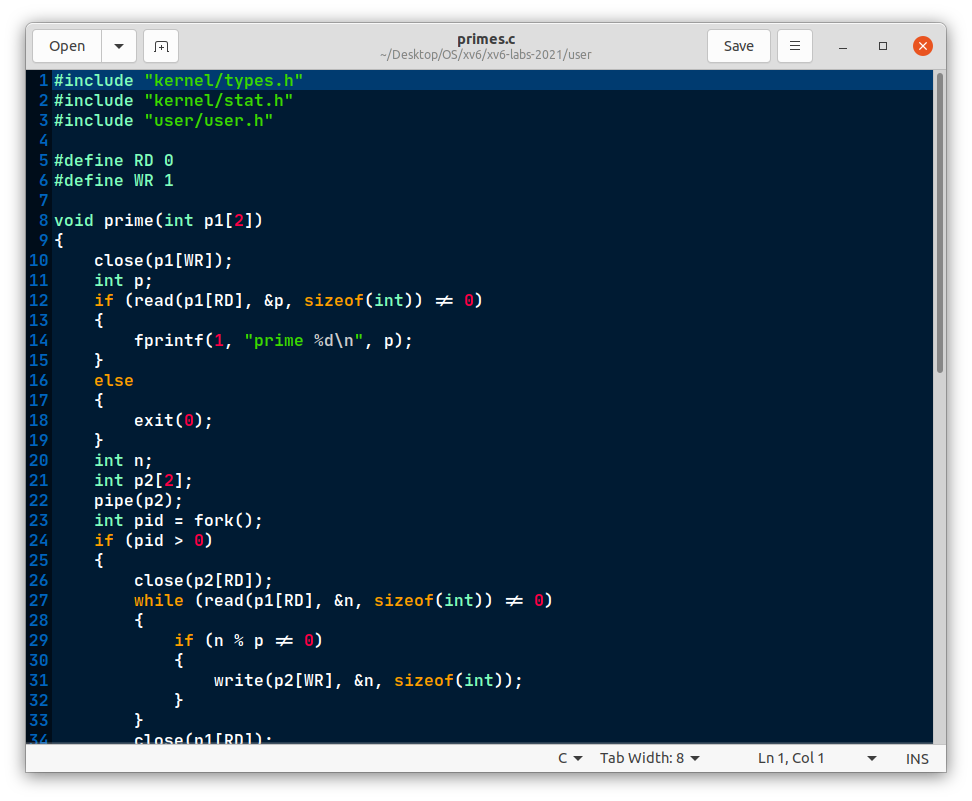 Open
primes.c
~/Desktop/OS/xv6/xv6-labs-2021/user
Save
1 #include "kernel/types.h"
2 #include "kernel/stat.h"
3 #include "user/user.h"
4
5 #define RD 0
6 #define WR 1
7
8 void prime(int p1[2])
9 {
10     close(p1[WR]);
11     int p;
12     if (read(p1[RD], &p, sizeof(int)) != 0)
13     {
14         fprintf(1, "prime %d\n", p);
15     }
16     else
17     {
18         exit(0);
19     }
20     int n;
21     int p2[2];
22     pipe(p2);
23     int pid = fork();
24     if (pid > 0)
25     {
26         close(p2[RD]);
27         while (read(p1[RD], &n, sizeof(int)) != 0)
28         {
29             if (n % p != 0)
30             {
31                 write(p2[WR], &n, sizeof(int));
32             }
33         }
34         close(p1[RD]);
C Tab Width: 8 Ln 1, Col 1 INS